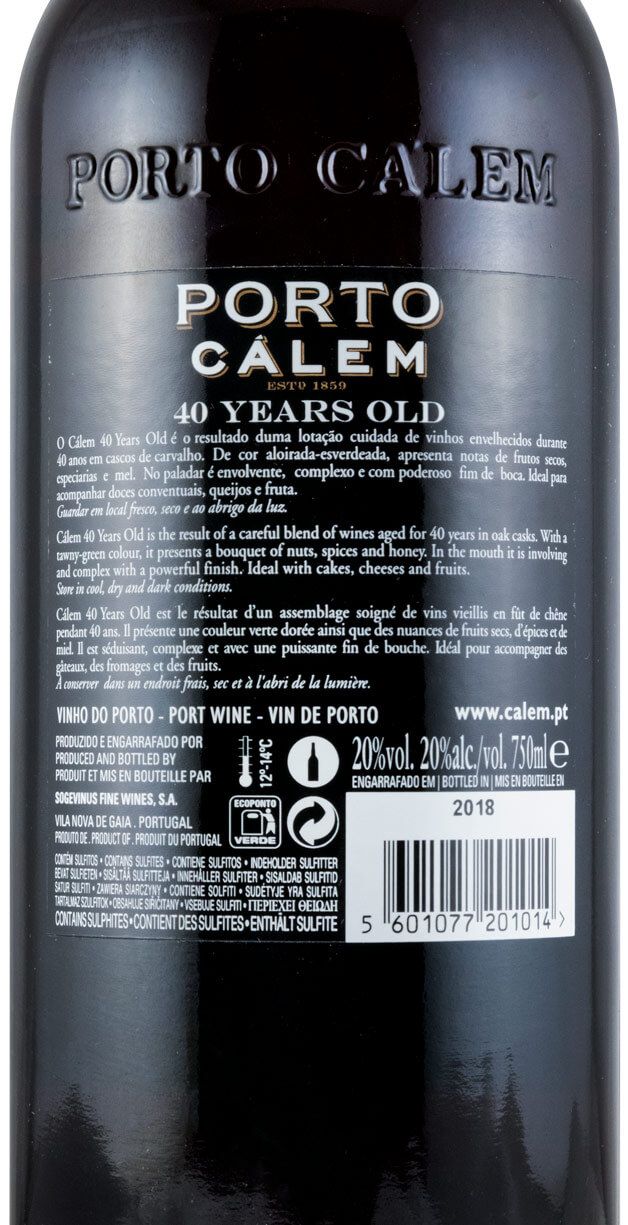 PORTO CALEM
PORTO
CÁLEM
ESTD 1859
40 YEARS OLD
O Cálem 40 Years Old é o resultado duma lotação cuidada de vinhos envelhecidos durante
40 anos em cascos de carvalho. De cor aloirada-esverdeada, apresenta notas de frutos secos,
especiarias e mel. No paladar é envolvente, complexo e com poderoso fim de boca. Ideal para
acompanhar doces conventuais, queijos e fruta.
Guardar em local fresco, seco e ao abrigo da luz.
Cálem 40 Years Old is the result of a careful blend of wines aged for 40 years in oak casks. With a
tawny-green colour, it presents a bouquet of nuts, spices and honey. In the mouth it is involving
and complex with a powerful finish. Ideal with cakes, cheeses and fruits.
Store in cool, dry and dark conditions.
Cálem 40 Years Old est le résultat d'un assemblage soigné de vins vieillis en fût de chêne
pendant 40 ans. Il présente une couleur verte dorée ainsi que des nuances de fruits secs, d'épices et de
miel. Il est séduisant, complexe et avec une puissante fin de bouche. Idéal pour accompagner des
gâteaux, des fromages et des fruits.
A conserver dans un endroit frais, sec et à l'abri de la lumière.
VINHO DO PORTO - PORT WINE - VIN DE PORTO
www.calem.pt
PRODUZIDO E ENGARRAFADO POR
PRODUCED AND BOTTLED BY
PRODUIT ET MIS EN BOUTEILLE PAR
SOGEVINUS FINE WINES, S.A.
VILA NOVA DE GAIA . PORTUGAL
PRODUTO DE . PRODUCT OF . PRODUIT DU PORTUGAL
12º-14ºC
ECOPONTO
VERDE
20%vol. 20%alc./vol. 750ml e
ENGARRAFADO EM | BOTTLED IN | MIS EN BOUTEILLE EN
2018
CONTÉM SULFITOS • CONTAINS SULFITES • CONTIENE SULFITOS • INDEHOLDER SULFITTER
BEVAT SULFIETEN • SISÄLTÄÄ SULFIITTEJA • INNEHÅLLER SULFITER • SISALDAB SULFITID
SATUR SULFITI • ZAWIERA SIARCZYNY • CONTIENE SOLFITI • SUDĖTYJE YRA SULFITA
TARTALMAZ SZULFITOK • OBSAHUJE SIŘIČITANY • VSEBUJE SULFITI • ΠΕΡΙΕΧΕΙ ΘΕΙΩΔΗ
CONTAINS SULPHITES • CONTIENT DES SULFITES • ENTHÄLT SULFITE
5 601077 201014 >